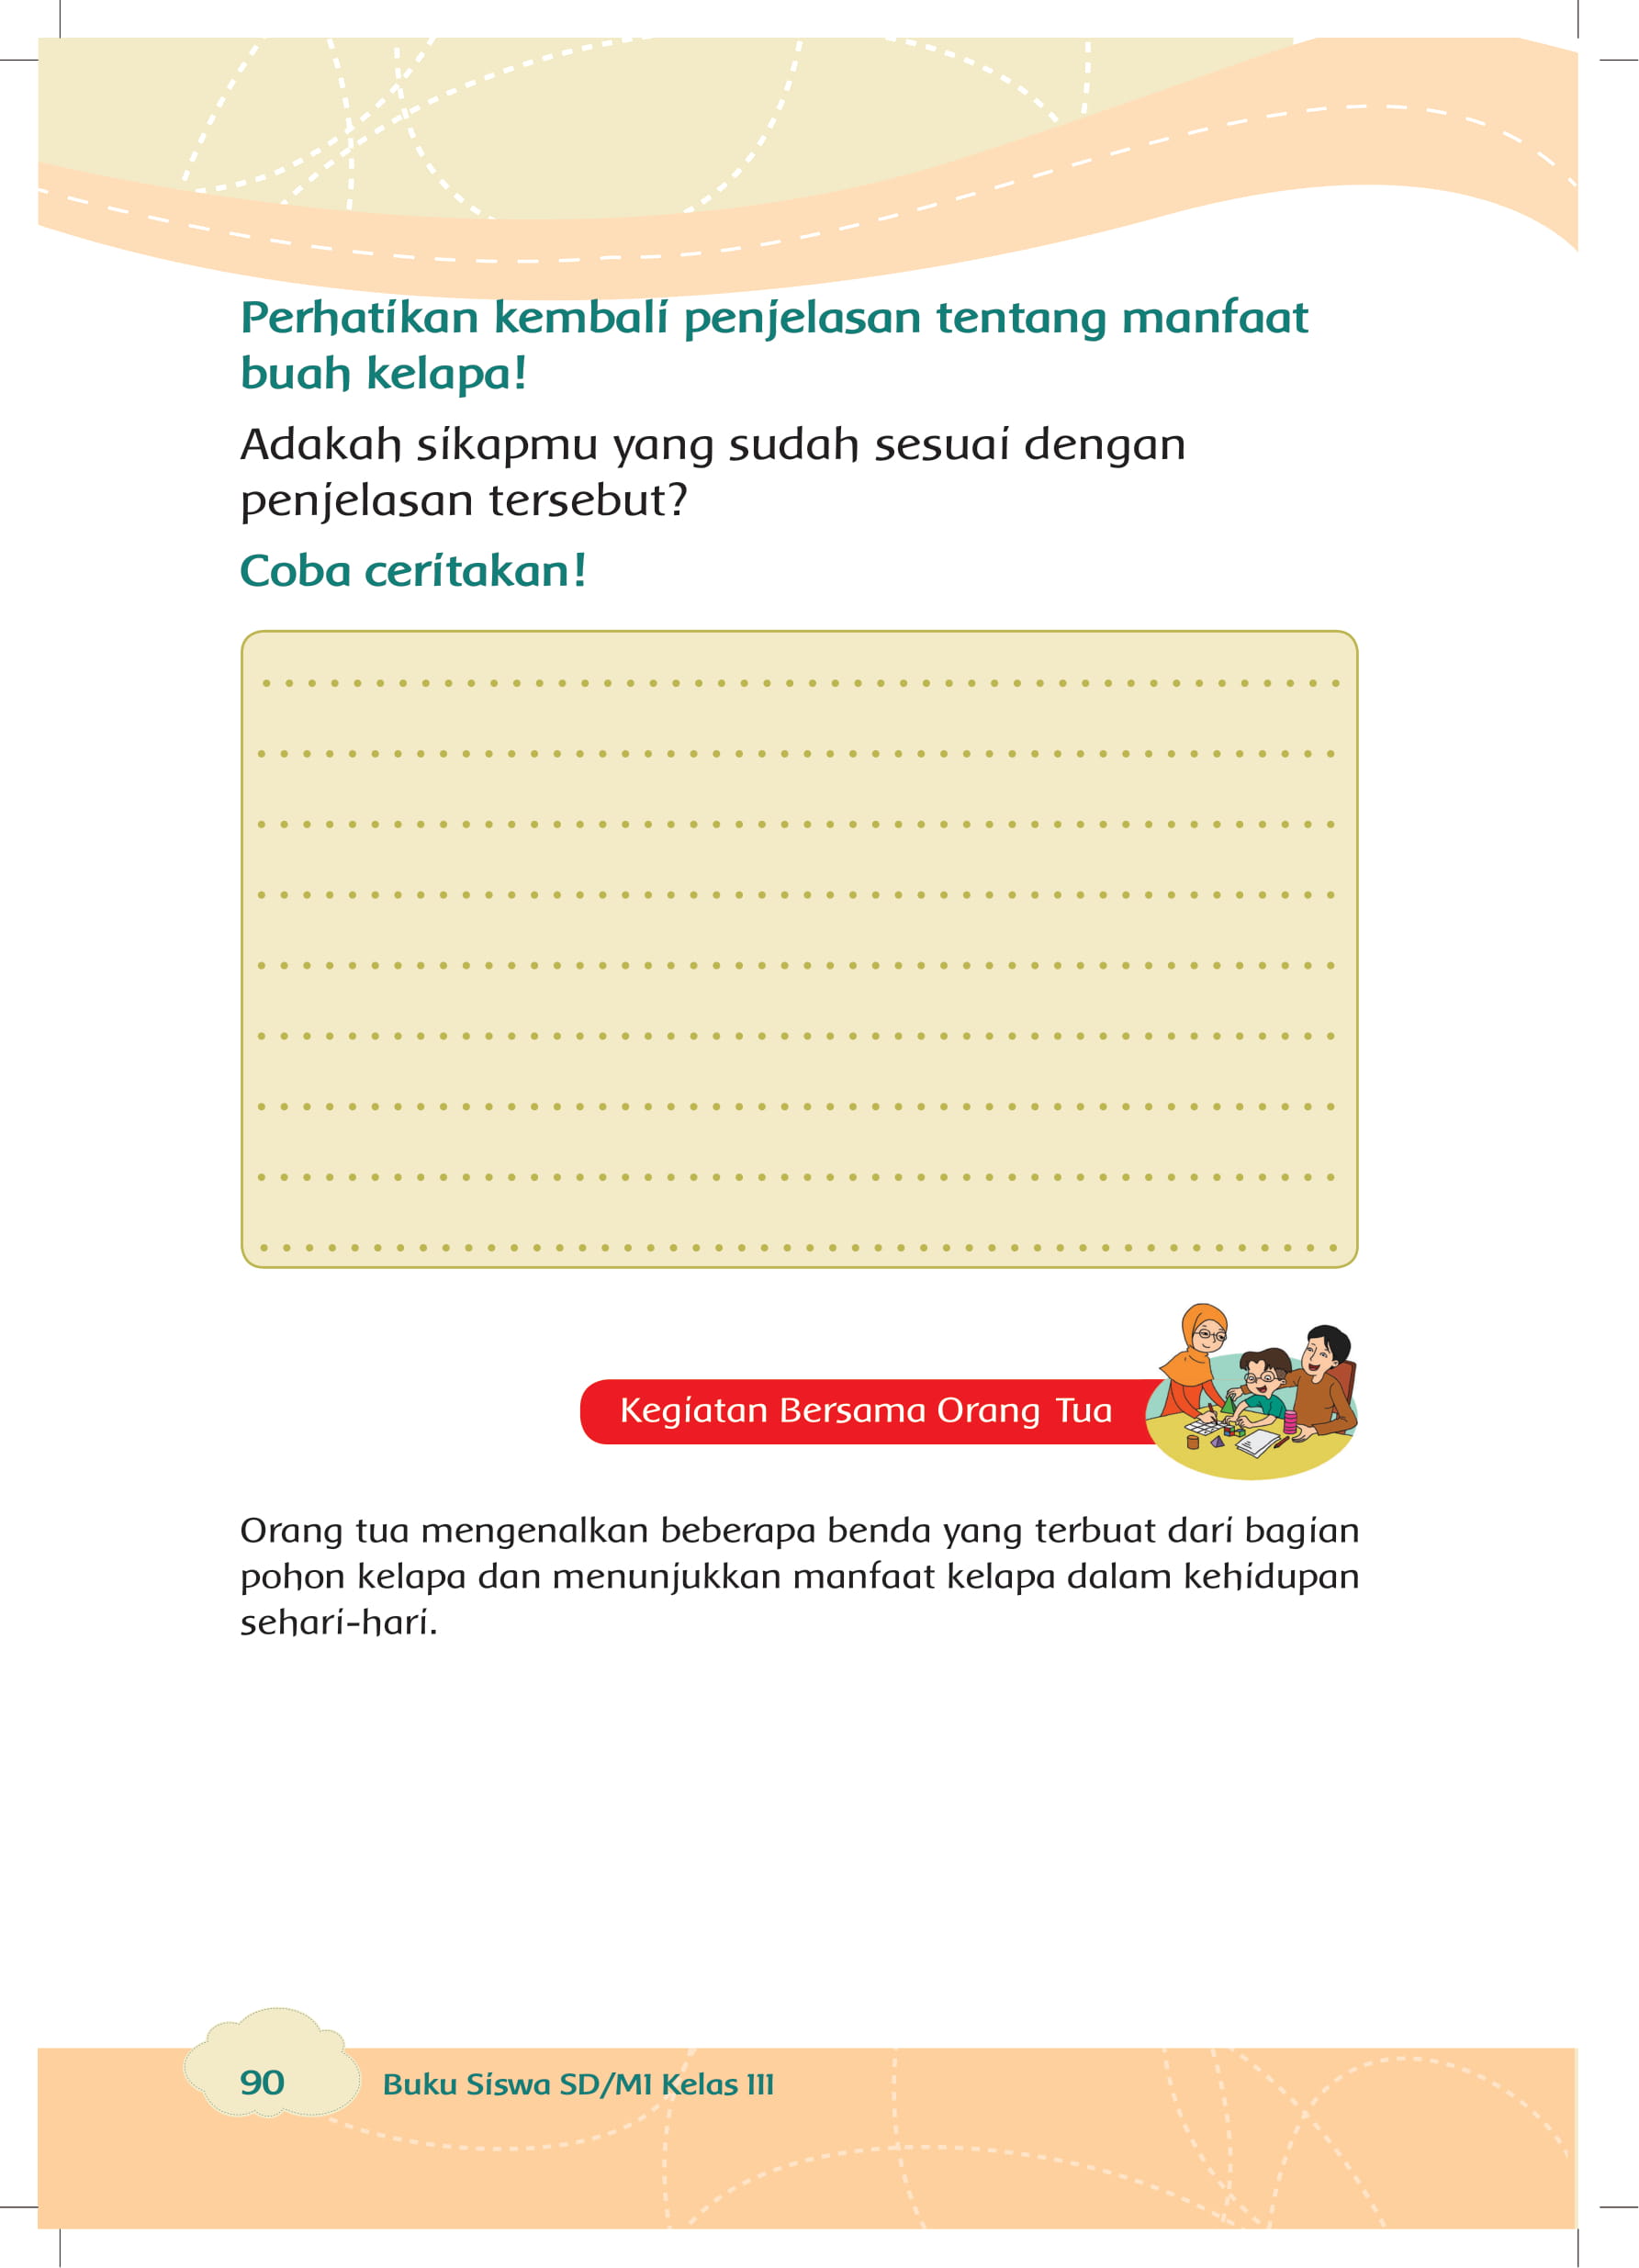 Perhatikan kembali penjelasan tentang manfaat
buah kelapa!
Adakah sikapmu yang sudah sesuai dengan
penjelasan tersebut?
Coba ceritakan!
Kegiatan Bersama Orang Tua
Orang tua mengenalkan beberapa benda yang terbuat dari bagian
pohon kelapa dan menunjukkan manfaat kelapa dalam kehidupan
sehari-hari.
90
Buku Siswa SD/MI Kelas III